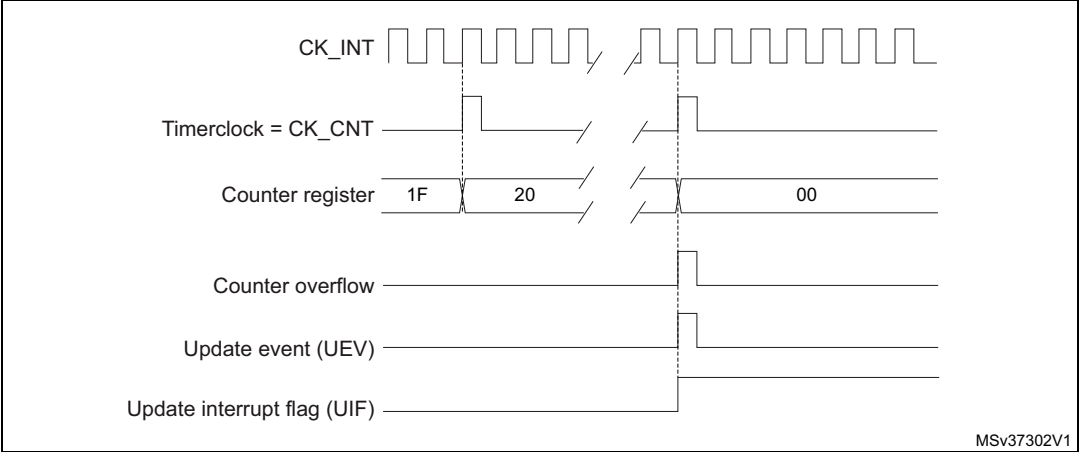 CK_INT
Timerclock = CK_CNT
Counter register 1F 20 00
Counter overflow
Update event (UEV)
Update interrupt flag (UIF)
MSv37302V1